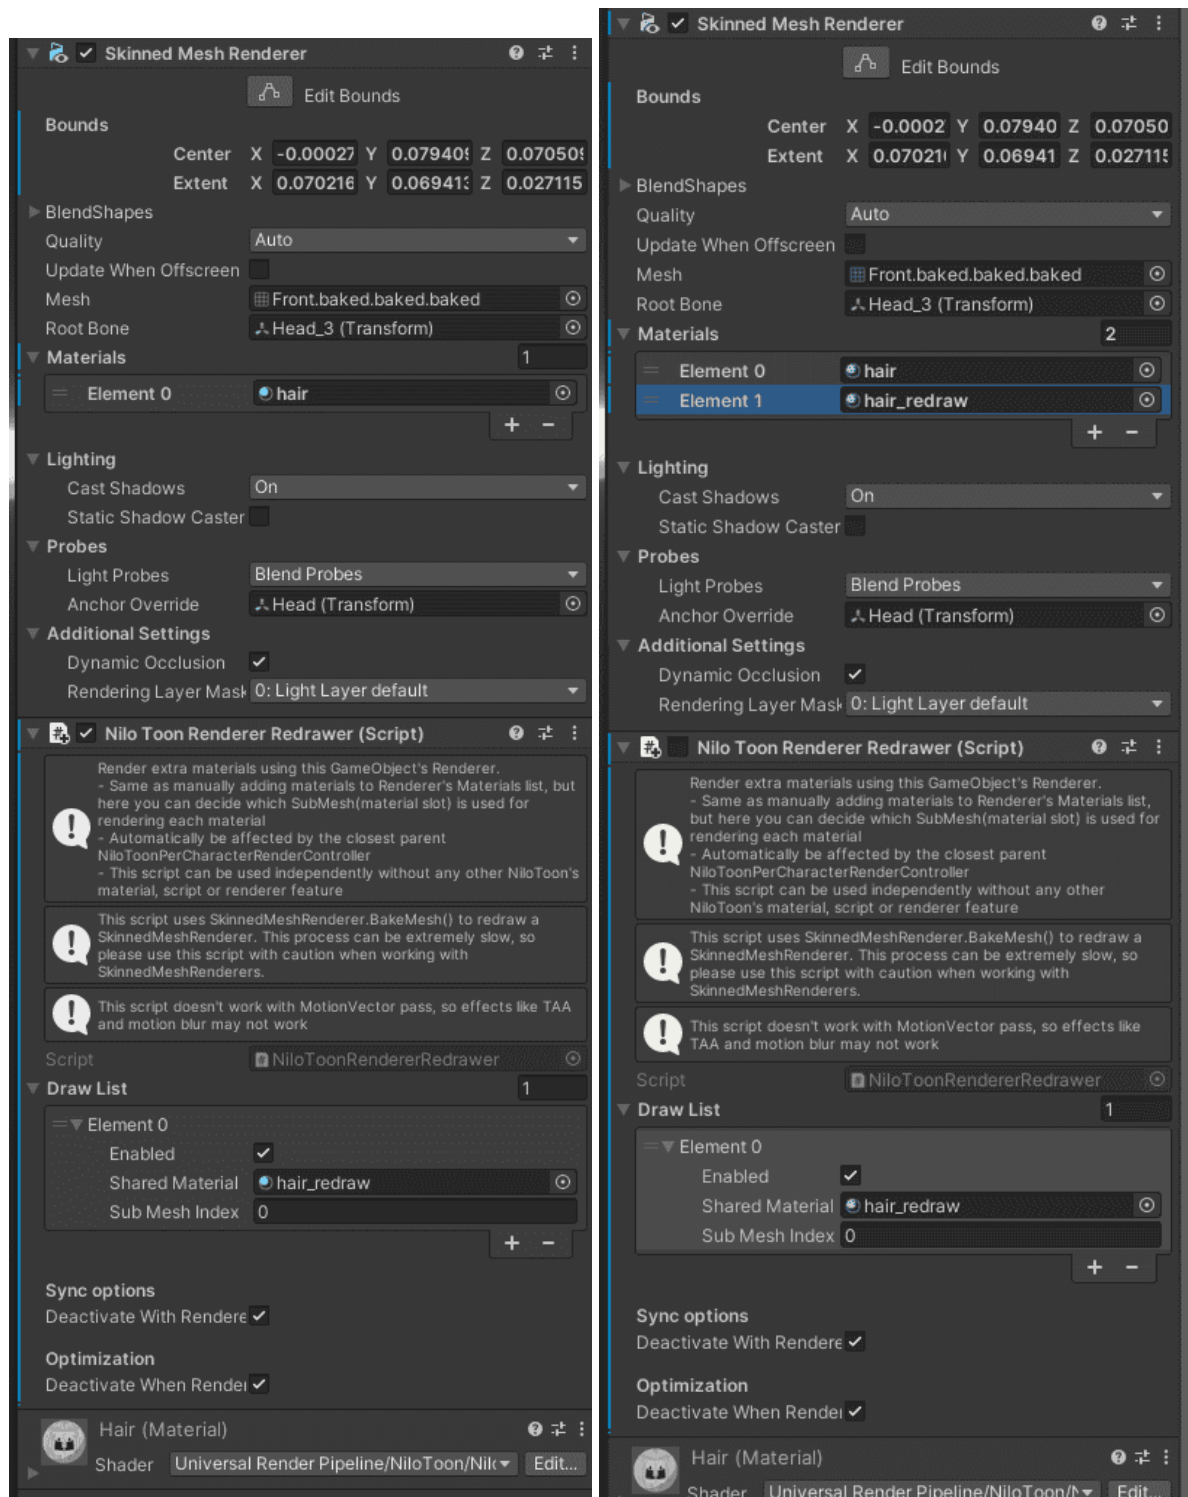 Skinned Mesh Renderer
Edit Bounds
Bounds
Center X -0.00027 Y 0.079409 Z 0.070509
Extent X 0.070216 Y 0.069413 Z 0.027115
BlendShapes
Quality Auto
Update When Offscreen
Mesh Front.baked.baked.baked
Root Bone Head_3 (Transform)
Materials 1
Element 0 hair
+ −
Lighting
Cast Shadows On
Static Shadow Caster
Probes
Light Probes Blend Probes
Anchor Override Head (Transform)
Additional Settings
Dynamic Occlusion
Rendering Layer Mask 0: Light Layer default
Nilo Toon Renderer Redrawer (Script)
Render extra materials using this GameObject's Renderer.
- Same as manually adding materials to Renderer's Materials list, but
here you can decide which SubMesh(material slot) is used for
rendering each material
- Automatically be affected by the closest parent
NiloToonPerCharacterRenderController
- This script can be used independently without any other NiloToon's
material, script or renderer feature
This script uses SkinnedMeshRenderer.BakeMesh() to redraw a
SkinnedMeshRenderer. This process can be extremely slow, so
please use this script with caution when working with
SkinnedMeshRenderers.
This script doesn't work with MotionVector pass, so effects like TAA
and motion blur may not work
Script NiloToonRendererRedrawer
Draw List 1
Element 0
Enabled
Shared Material hair_redraw
Sub Mesh Index 0
+ −
Sync options
Deactivate With Rendere
Optimization
Deactivate When Render
Hair (Material)
Shader Universal Render Pipeline/NiloToon/Nilo Edit...
Skinned Mesh Renderer
Edit Bounds
Bounds
Center X -0.0002 Y 0.07940 Z 0.07050
Extent X 0.07021 Y 0.06941 Z 0.027115
BlendShapes
Quality Auto
Update When Offscreen
Mesh Front.baked.baked.baked
Root Bone Head_3 (Transform)
Materials 2
Element 0 hair
Element 1 hair_redraw
+ −
Lighting
Cast Shadows On
Static Shadow Caster
Probes
Light Probes Blend Probes
Anchor Override Head (Transform)
Additional Settings
Dynamic Occlusion
Rendering Layer Mask 0: Light Layer default
Nilo Toon Renderer Redrawer (Script)
Render extra materials using this GameObject's Renderer.
- Same as manually adding materials to Renderer's Materials list,
but here you can decide which SubMesh(material slot) is used for
rendering each material
- Automatically be affected by the closest parent
NiloToonPerCharacterRenderController
- This script can be used independently without any other
NiloToon's material, script or renderer feature
This script uses SkinnedMeshRenderer.BakeMesh() to redraw a
SkinnedMeshRenderer. This process can be extremely slow, so
please use this script with caution when working with
SkinnedMeshRenderers.
This script doesn't work with MotionVector pass, so effects like
TAA and motion blur may not work
Script NiloToonRendererRedrawer
Draw List 1
Element 0
Enabled
Shared Material hair_redraw
Sub Mesh Index 0
+ −
Sync options
Deactivate With Rendere
Optimization
Deactivate When Render
Hair (Material)
Shader Universal Render Pipeline/NiloToon/N Edit...